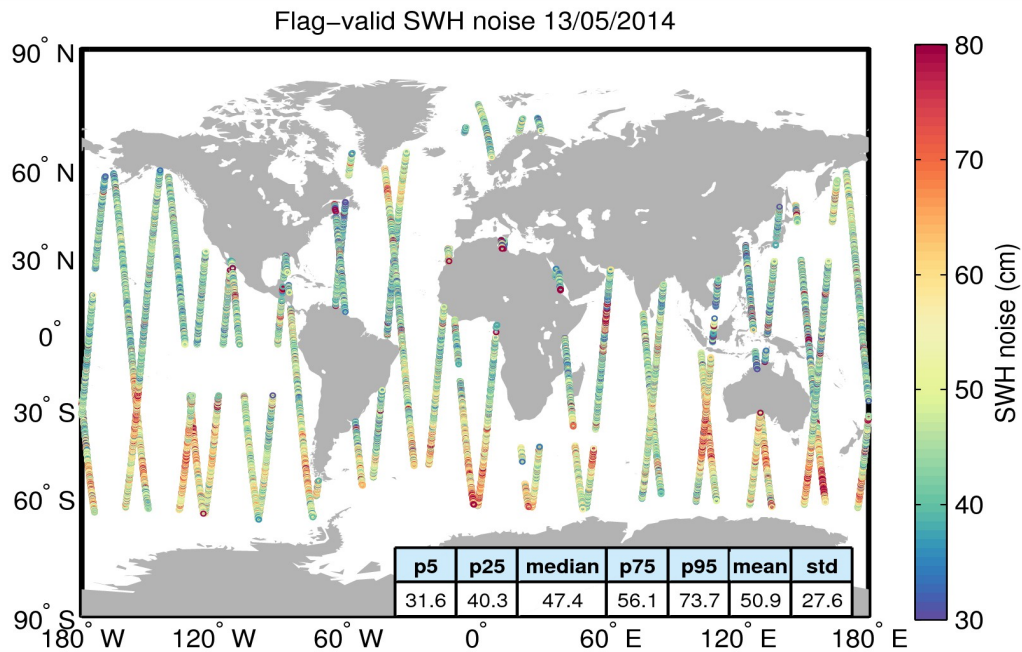 Flag−valid SWH noise 13/05/2014
90° N
60° N
30° N
0°
30° S
60° S
90° S
180° W
120° W
60° W
0°
60° E
120° E
180° E
80
70
60
50
40
30
SWH noise (cm)
p5 p25 median p75 p95 mean std
31.6 40.3 47.4 56.1 73.7 50.9 27.6